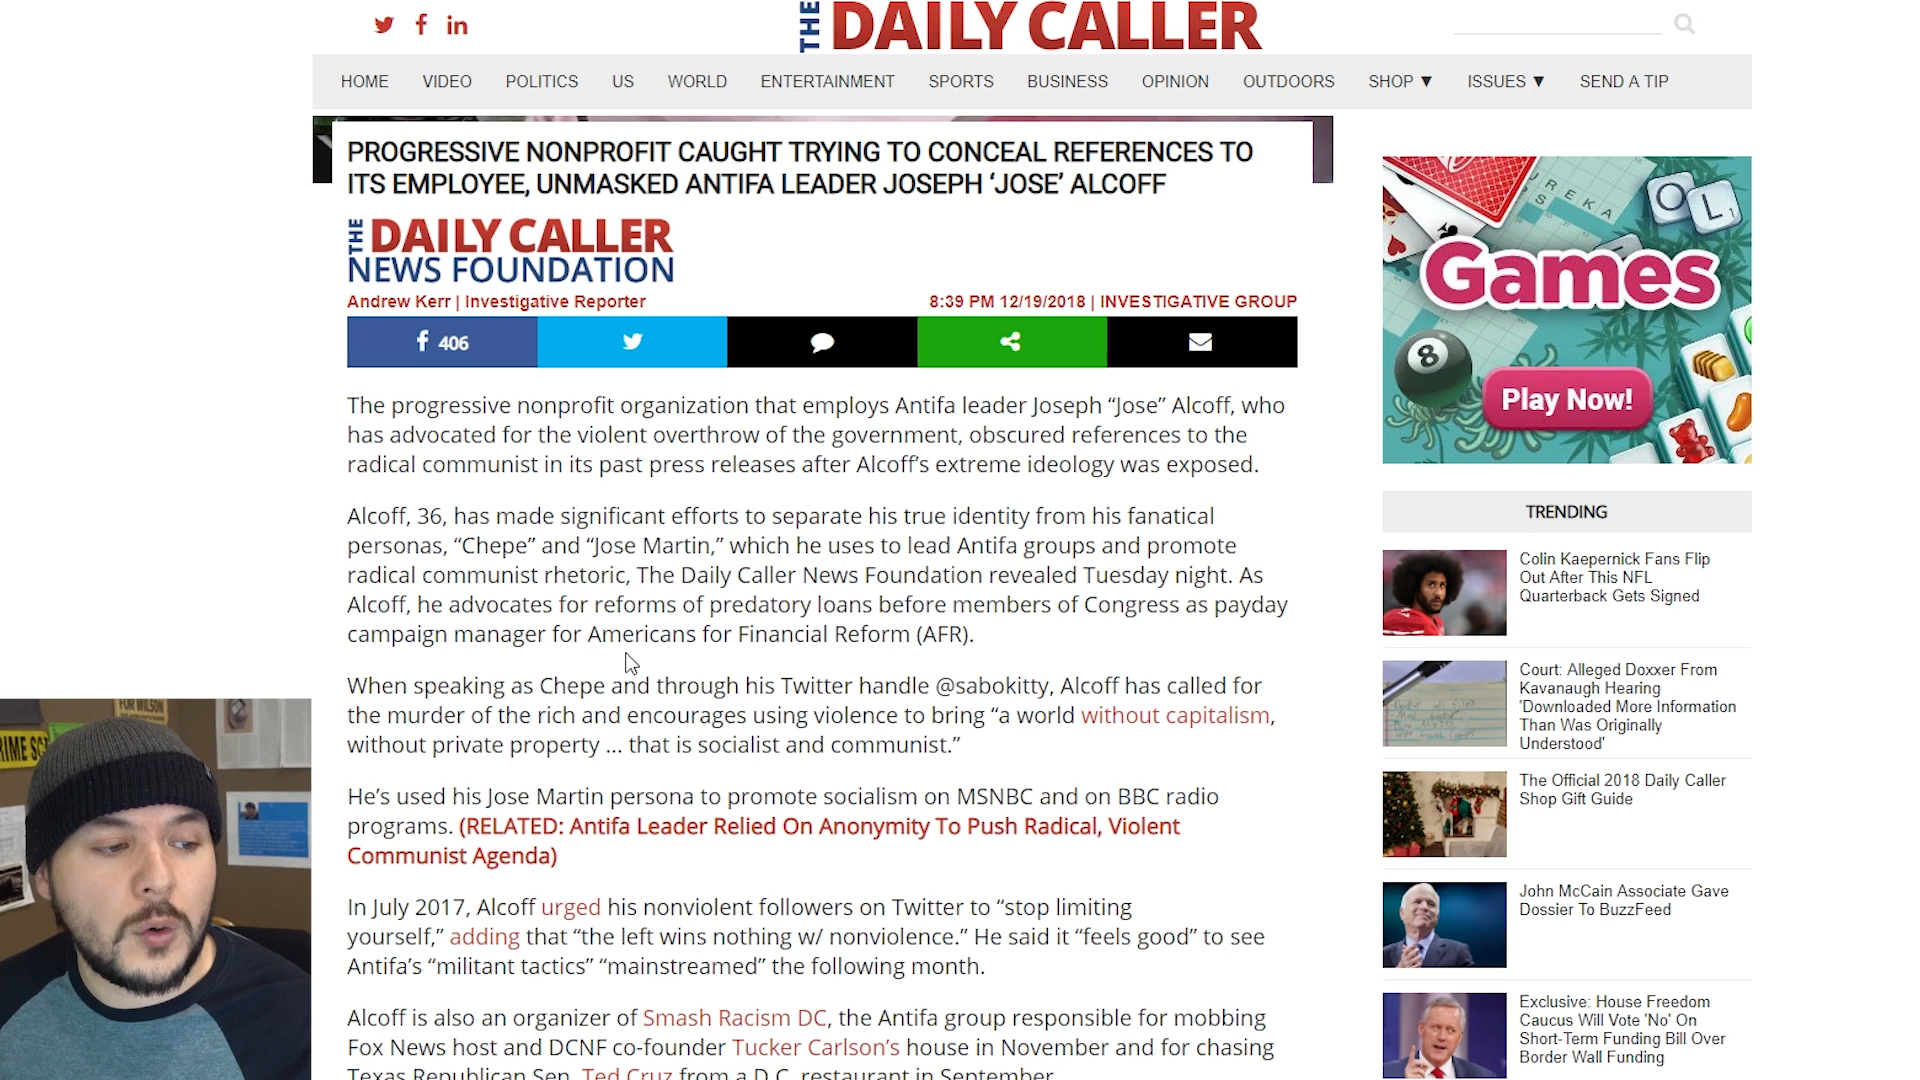 THE DAILY CALLER
HOME VIDEO POLITICS US WORLD ENTERTAINMENT SPORTS BUSINESS OPINION OUTDOORS SHOP ▼ ISSUES ▼ SEND A TIP
PROGRESSIVE NONPROFIT CAUGHT TRYING TO CONCEAL REFERENCES TO
ITS EMPLOYEE, UNMASKED ANTIFA LEADER JOSEPH ‘JOSE’ ALCOFF
THE DAILY CALLER
NEWS FOUNDATION
Andrew Kerr | Investigative Reporter
8:39 PM 12/19/2018 | INVESTIGATIVE GROUP
406
The progressive nonprofit organization that employs Antifa leader Joseph “Jose” Alcoff, who
has advocated for the violent overthrow of the government, obscured references to the
radical communist in its past press releases after Alcoff’s extreme ideology was exposed.
Alcoff, 36, has made significant efforts to separate his true identity from his fanatical
personas, “Chepe” and “Jose Martin,” which he uses to lead Antifa groups and promote
radical communist rhetoric, The Daily Caller News Foundation revealed Tuesday night. As
Alcoff, he advocates for reforms of predatory loans before members of Congress as payday
campaign manager for Americans for Financial Reform (AFR).
When speaking as Chepe and through his Twitter handle @sabokitty, Alcoff has called for
the murder of the rich and encourages using violence to bring “a world without capitalism,
without private property ... that is socialist and communist.”
He’s used his Jose Martin persona to promote socialism on MSNBC and on BBC radio
programs. (RELATED: Antifa Leader Relied On Anonymity To Push Radical, Violent
Communist Agenda)
In July 2017, Alcoff urged his nonviolent followers on Twitter to “stop limiting
yourself,” adding that “the left wins nothing w/ nonviolence.” He said it “feels good” to see
Antifa’s “militant tactics” “mainstreamed” the following month.
Alcoff is also an organizer of Smash Racism DC, the Antifa group responsible for mobbing
Fox News host and DCNF co-founder Tucker Carlson’s house in November and for chasing
Texas Republican Sen. Ted Cruz from a D.C. restaurant in September.
UREKA
S
OL
Games
8
Play Now!
TRENDING
Colin Kaepernick Fans Flip
Out After This NFL
Quarterback Gets Signed
Court: Alleged Doxxer From
Kavanaugh Hearing
'Downloaded More Information
Than Was Originally
Understood'
The Official 2018 Daily Caller
Shop Gift Guide
John McCain Associate Gave
Dossier To BuzzFeed
Exclusive: House Freedom
Caucus Will Vote 'No' On
Short-Term Funding Bill Over
Border Wall Funding
FOR WILSON
RIME SC